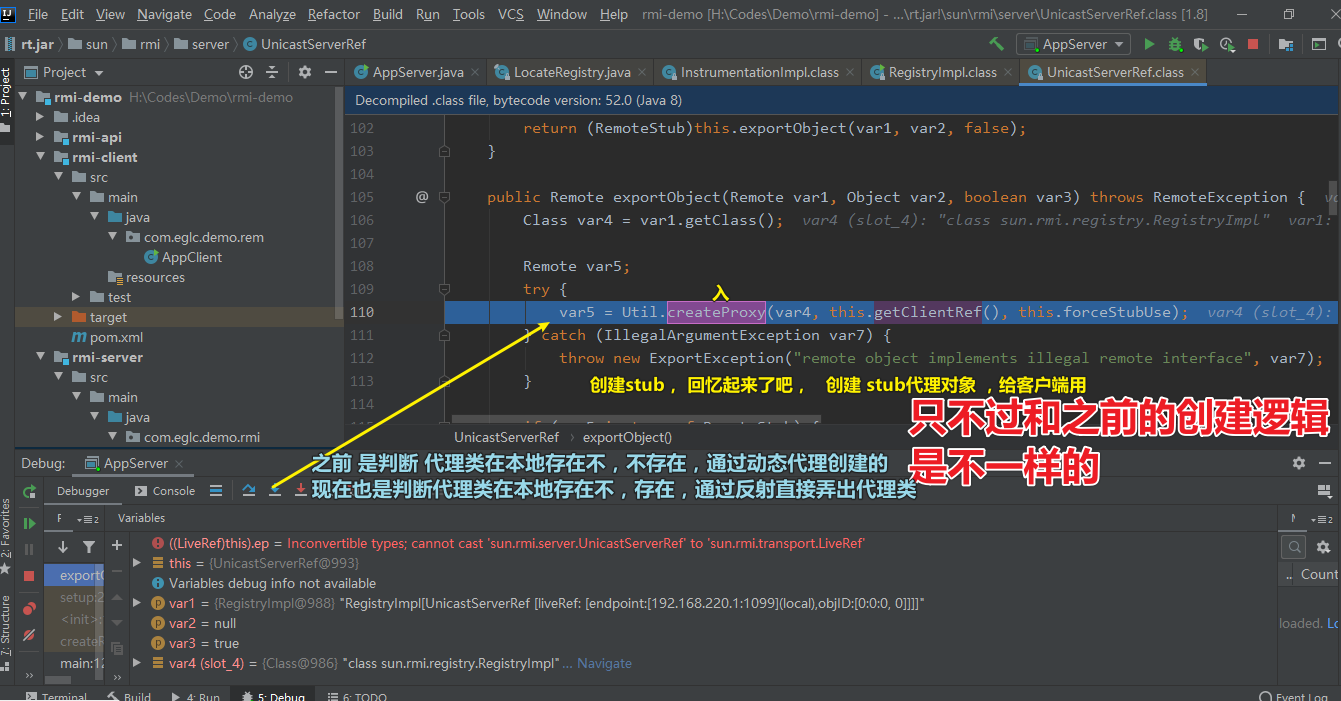 File Edit View Navigate Code Analyze Refactor Build Run Tools VCS Window Help rmi-demo [H:\Codes\Demo\rmi-demo] - ...\rt.jar!\sun\rmi\server\UnicastServerRef.class [1.8]
rt.jar sun rmi server UnicastServerRef AppServer
Project AppServer.java LocateRegistry.java InstrumentationImpl.class RegistryImpl.class UnicastServerRef.class
1: Project
rmi-demo H:\Codes\Demo\rmi-demo
.idea
rmi-api
rmi-client
src
main
java
com.eglc.demo.rem
AppClient
resources
test
target
pom.xml
rmi-server
src
main
java
com.eglc.demo.rmi
Decompiled .class file, bytecode version: 52.0 (Java 8)
102 return (RemoteStub)this.exportObject(var1, var2, false);
103 }
104
105 @ public Remote exportObject(Remote var1, Object var2, boolean var3) throws RemoteException {
106 Class var4 = var1.getClass(); var4 (slot_4): "class sun.rmi.registry.RegistryImpl" var1:
107
108 Remote var5;
109 try {
入
110 var5 = Util.createProxy(var4, this.getClientRef(), this.forceStubUse); var4 (slot_4):
111 } catch (IllegalArgumentException var7) {
112 throw new ExportException("remote object implements illegal remote interface", var7);
113 }
创建stub ，回忆起来了吧， 创建 stub代理对象 ，给客户端用
114
只不过和之前的创建逻辑
是不一样的
UnicastServerRef exportObject()
之前 是判断 代理类在本地存在不，不存在，通过动态代理创建的
现在也是判断代理类在本地存在不，存在，通过反射直接弄出代理类
Debug: AppServer
Debugger Console
F 2 Variables
((LiveRef)this).ep = Inconvertible types; cannot cast 'sun.rmi.server.UnicastServerRef' to 'sun.rmi.transport.LiveRef'
this = {UnicastServerRef@993}
Variables debug info not available
var1 = {RegistryImpl@988} "RegistryImpl[UnicastServerRef [liveRef: [endpoint:[192.168.220.1:1099](local),objID:[0:0:0, 0]]]]"
var2 = null
var3 = true
var4 (slot_4) = {Class@986} "class sun.rmi.registry.RegistryImpl" ... Navigate
setup:2
<init>:
main:12
.. Count
loaded.
2: Favorites
7: Structure
Terminal Build 4: Run 5: Debug 6: TODO Event Log